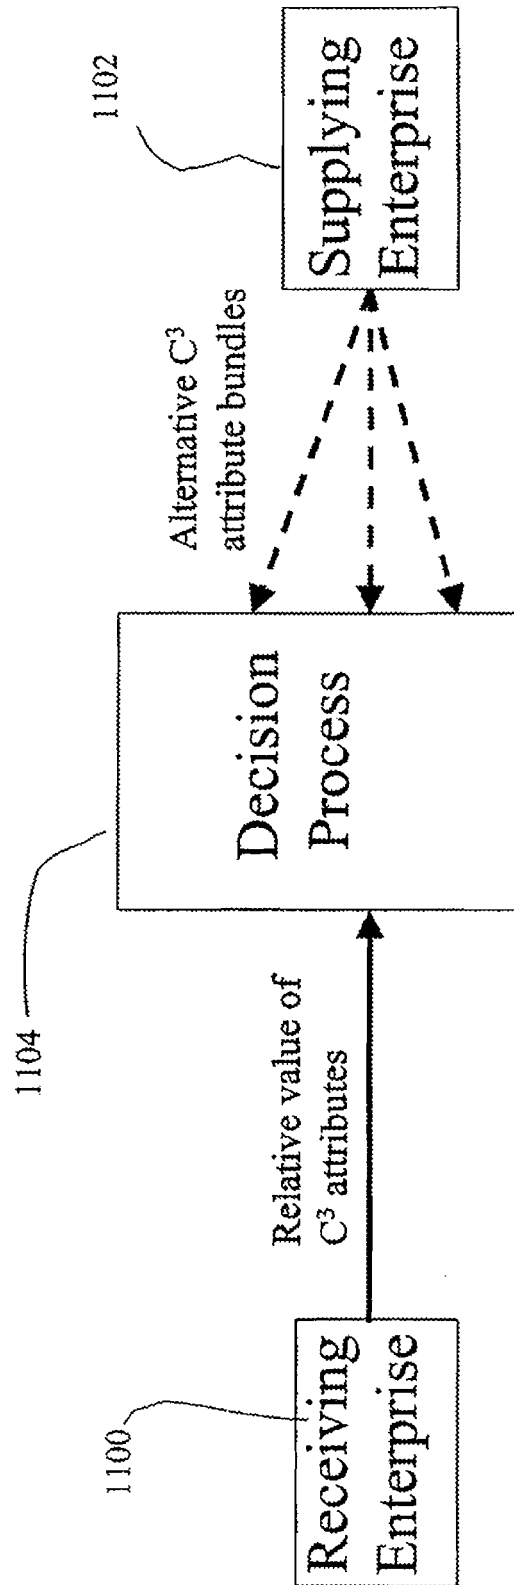 1100
Receiving
Enterprise
Relative value of
C³ attributes
1104
Decision
Process
Alternative C³
attribute bundles
1102
Supplying
Enterprise